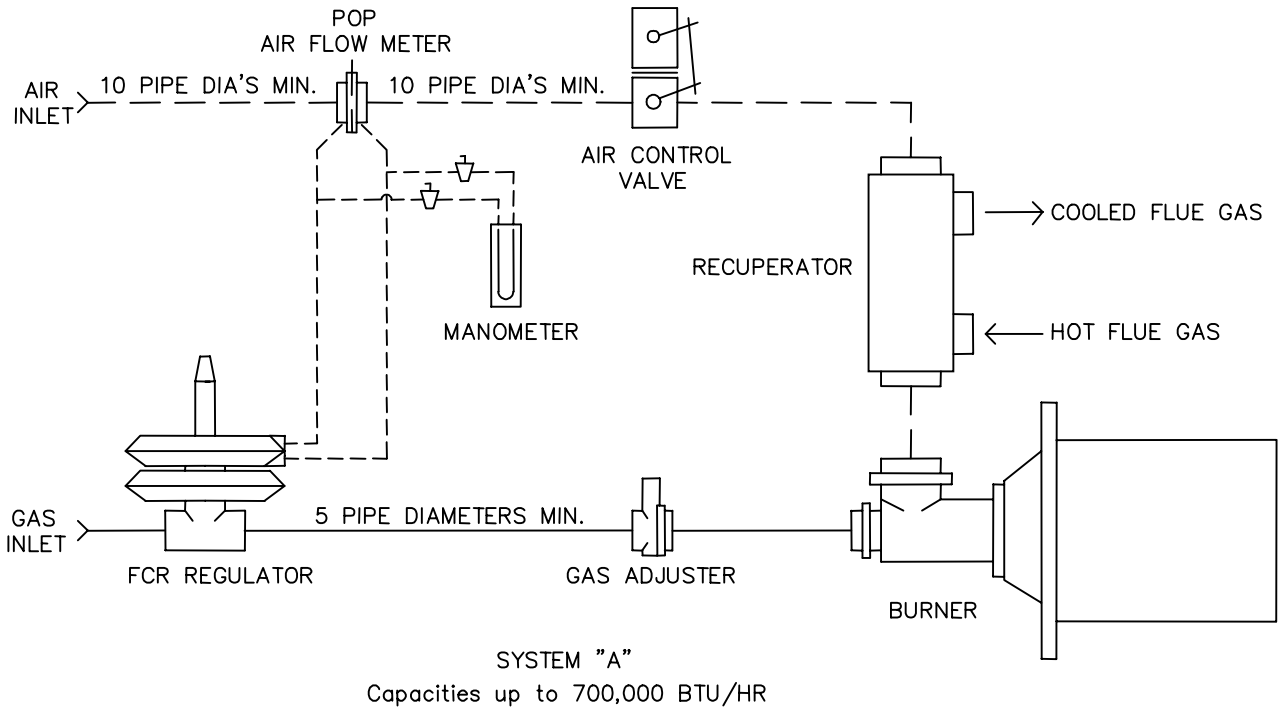 POP
AIR FLOW METER
AIR
INLET
10 PIPE DIA'S MIN.
10 PIPE DIA'S MIN.
AIR CONTROL
VALVE
COOLED FLUE GAS
RECUPERATOR
MANOMETER
HOT FLUE GAS
GAS
INLET
5 PIPE DIAMETERS MIN.
FCR REGULATOR
GAS ADJUSTER
BURNER
SYSTEM "A"
Capacities up to 700,000 BTU/HR